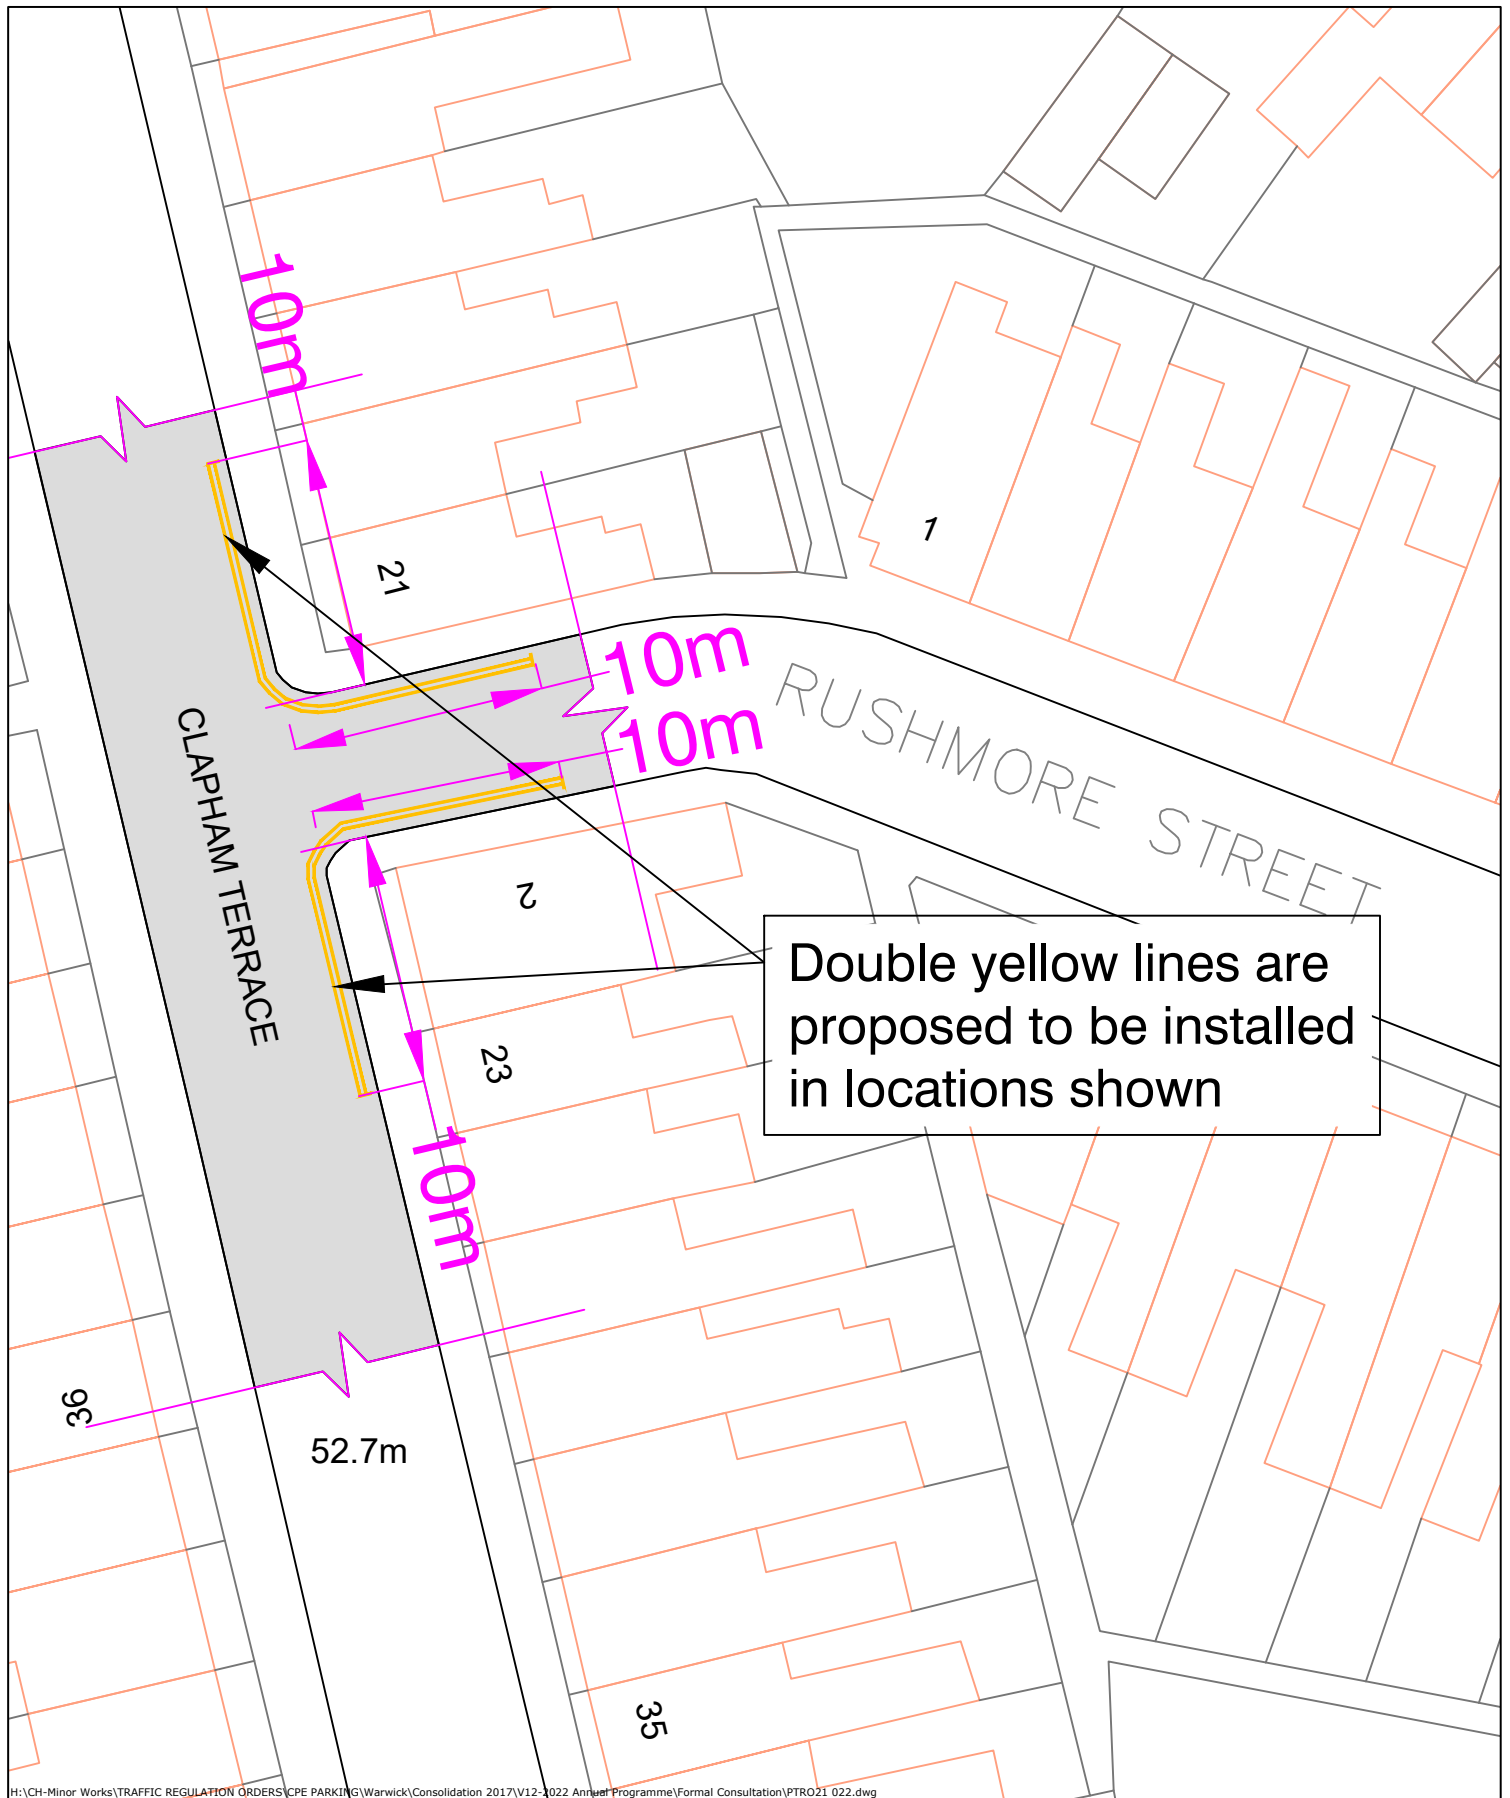 10m
21
1
10m
10m
RUSHMORE STREET
CLAPHAM TERRACE
2
Double yellow lines are
proposed to be installed
in locations shown
23
10m
36
52.7m
35
H:\CH-Minor Works\TRAFFIC REGULATION ORDERS\CPE PARKING\Warwick\Consolidation 2017\V12-2022 Annual Programme\Formal Consultation\PTRO21 022.dwg